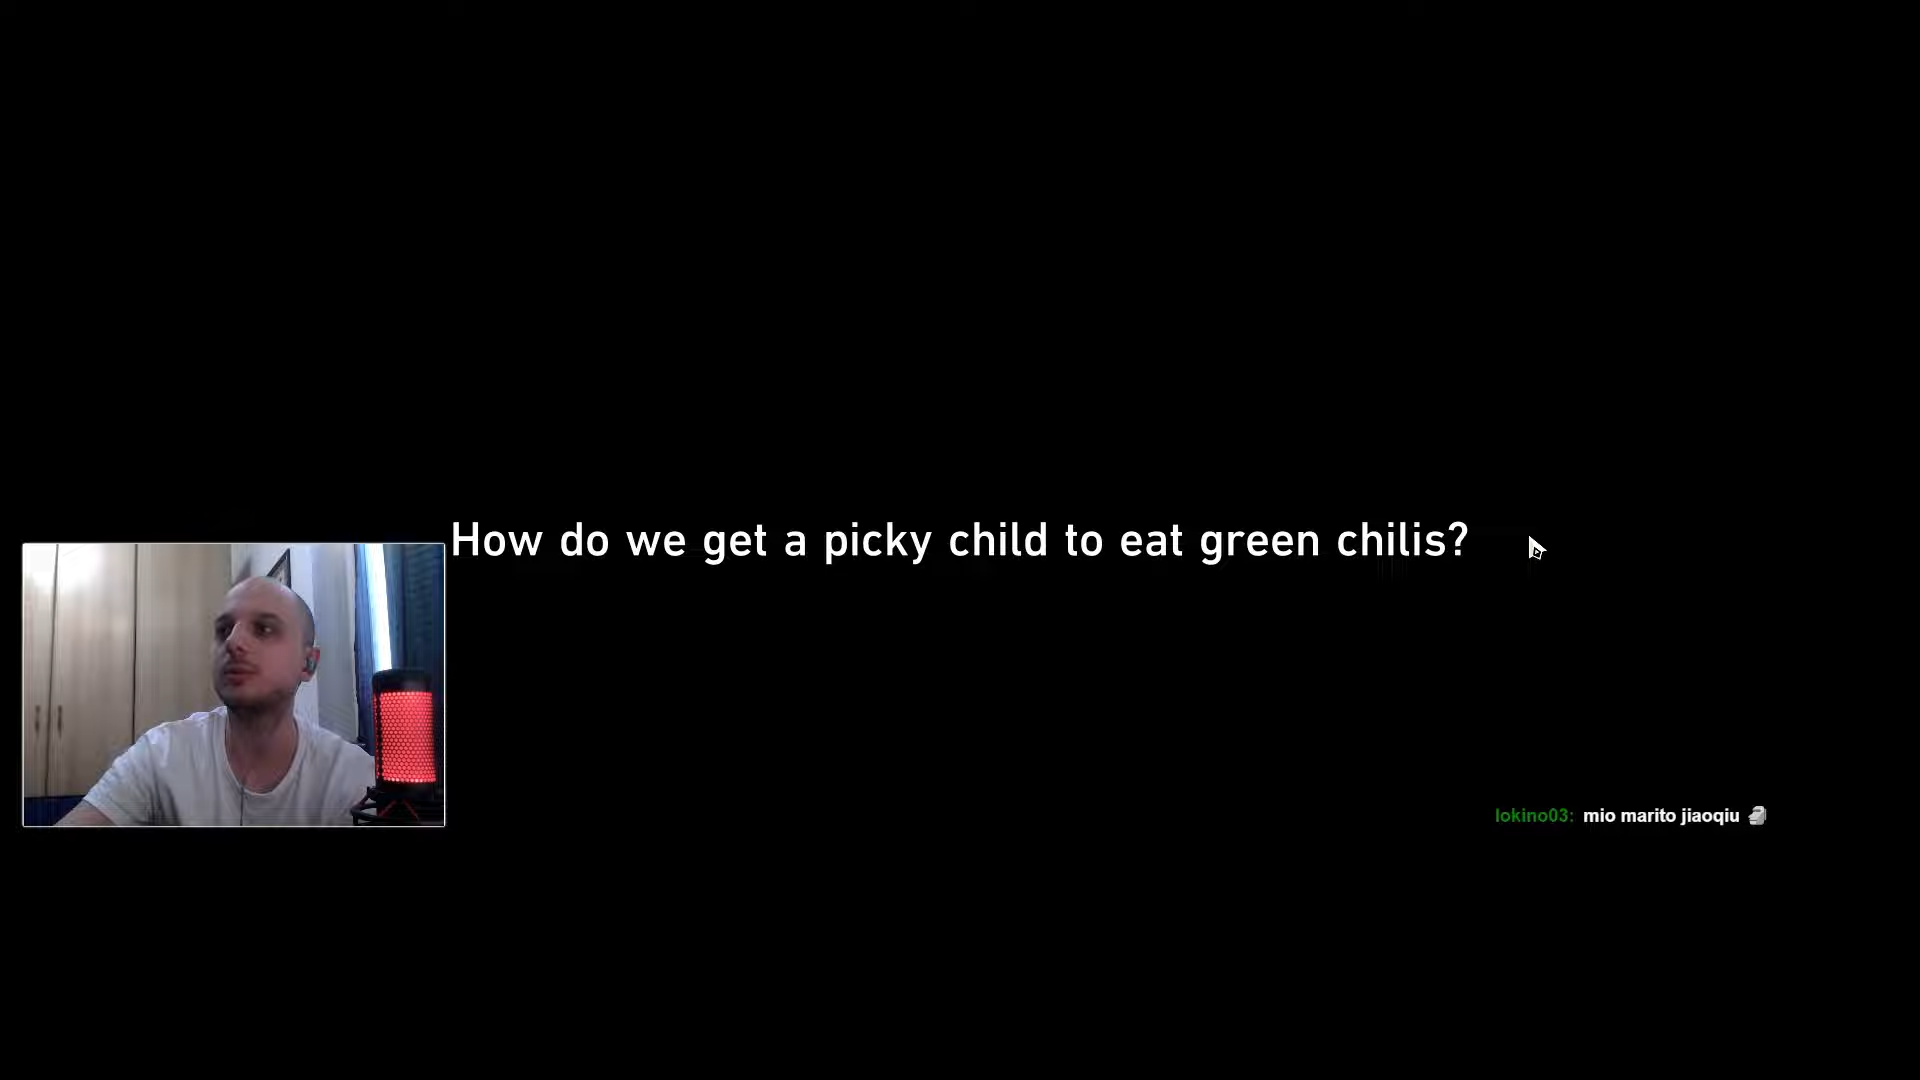 How do we get a picky child to eat green chilis?
lokino03: mio marito jiaoqiu 🗿